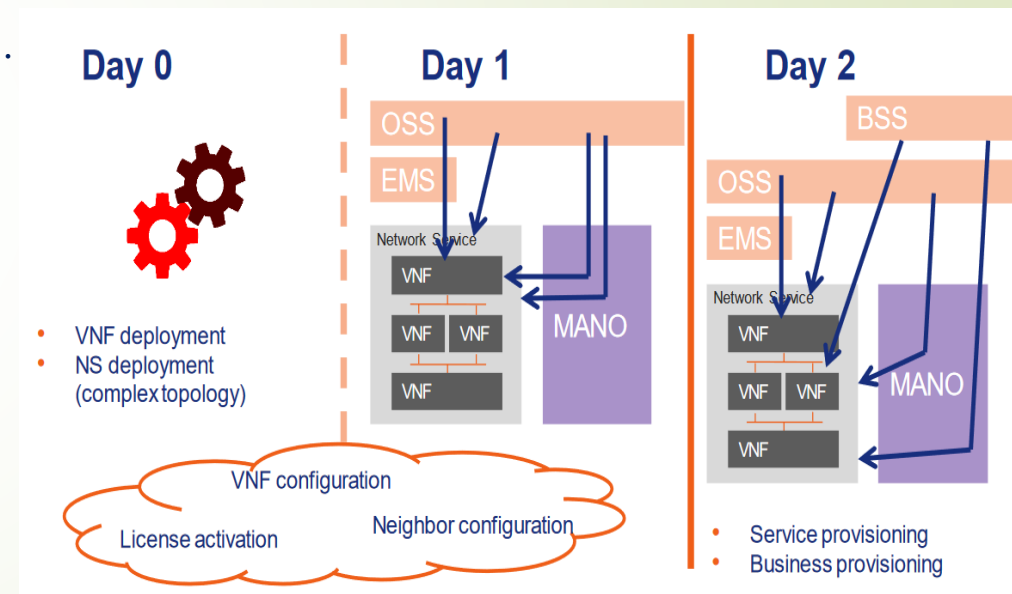 Day 0
• VNF deployment
• NS deployment
(complex topology)
Day 1
OSS
EMS
Network Service
VNF
VNF VNF
VNF
MANO
VNF configuration
License activation
Neighbor configuration
Day 2
BSS
OSS
EMS
Network Service
VNF
VNF VNF
VNF
MANO
• Service provisioning
• Business provisioning